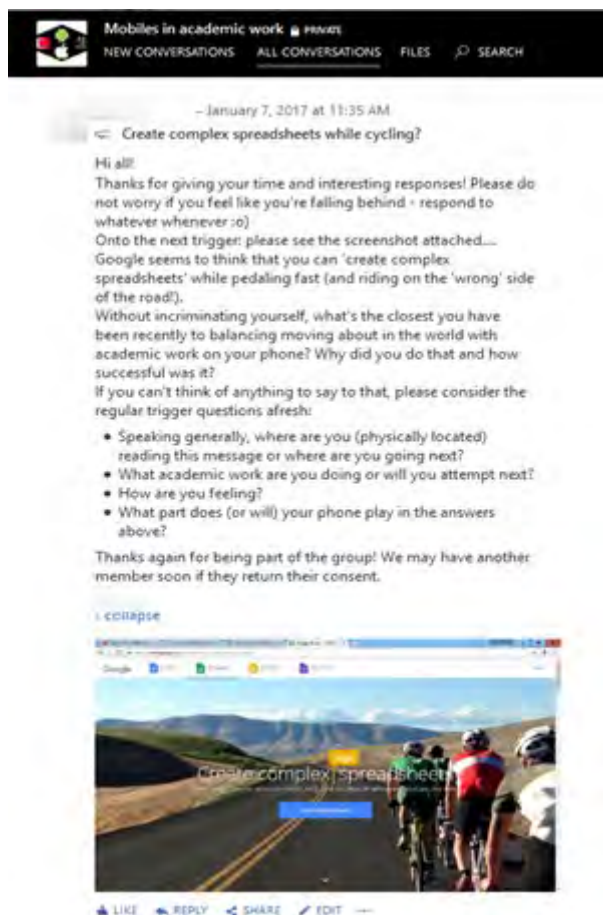 Mobiles in academic work PRIVATE
NEW CONVERSATIONS ALL CONVERSATIONS FILES SEARCH
– January 7, 2017 at 11:35 AM
Create complex spreadsheets while cycling?
Hi all!
Thanks for giving your time and interesting responses! Please do
not worry if you feel like you're falling behind - respond to
whatever whenever :o)
Onto the next trigger: please see the screenshot attached....
Google seems to think that you can 'create complex
spreadsheets' while pedaling fast (and riding on the 'wrong' side
of the road!).
Without incriminating yourself, what's the closest you have
been recently to balancing moving about in the world with
academic work on your phone? Why did you do that and how
successful was it?
If you can't think of anything to say to that, please consider the
regular trigger questions afresh:
• Speaking generally, where are you (physically located)
reading this message or where are you going next?
• What academic work are you doing or will you attempt next?
• How are you feeling?
• What part does (or will) your phone play in the answers
above?
Thanks again for being part of the group! We may have another
member soon if they return their consent.
‹ collapse
Google
Create complex spreadsheets
LIKE REPLY SHARE EDIT ...